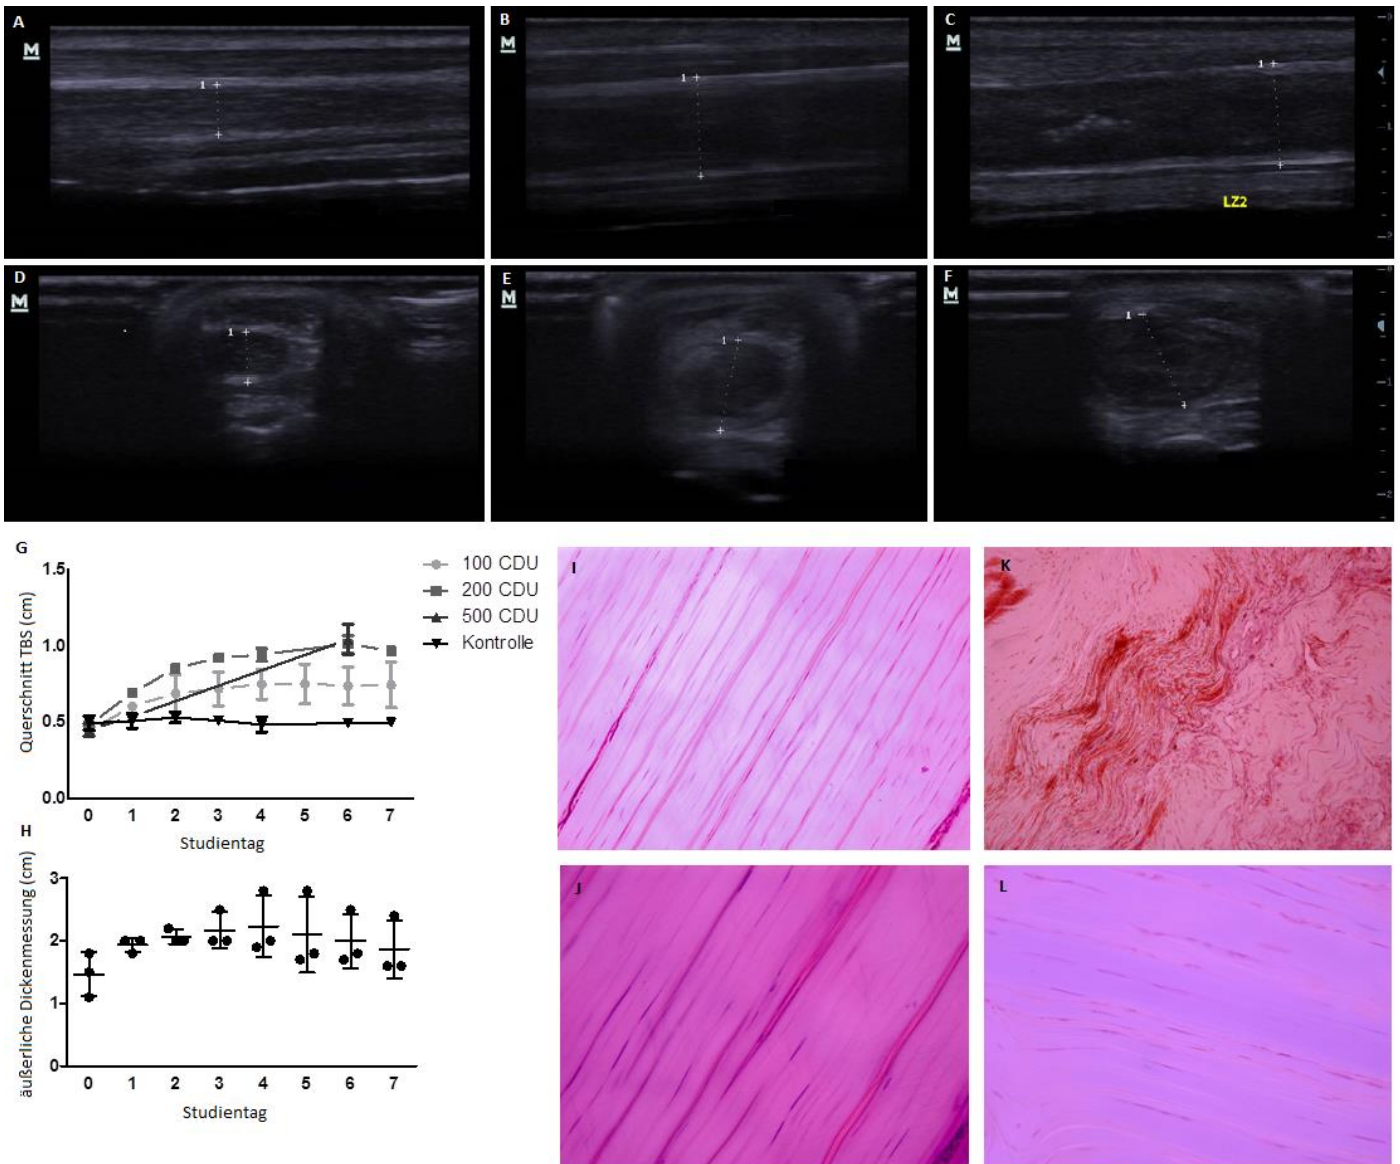 A
M
1
B
M
1
C
M
1
LZ2
D
M
1
E
M
1
F
M
1
2
G
1.5
1.0
0.5
0.0
Querschnitt TBS (cm)
0 1 2 3 4 5 6 7
Studientag
100 CDU
200 CDU
500 CDU
Kontrolle
H
3
2
1
0
äußerliche Dickenmessung (cm)
0 1 2 3 4 5 6 7
Studientag
I
K
J
L